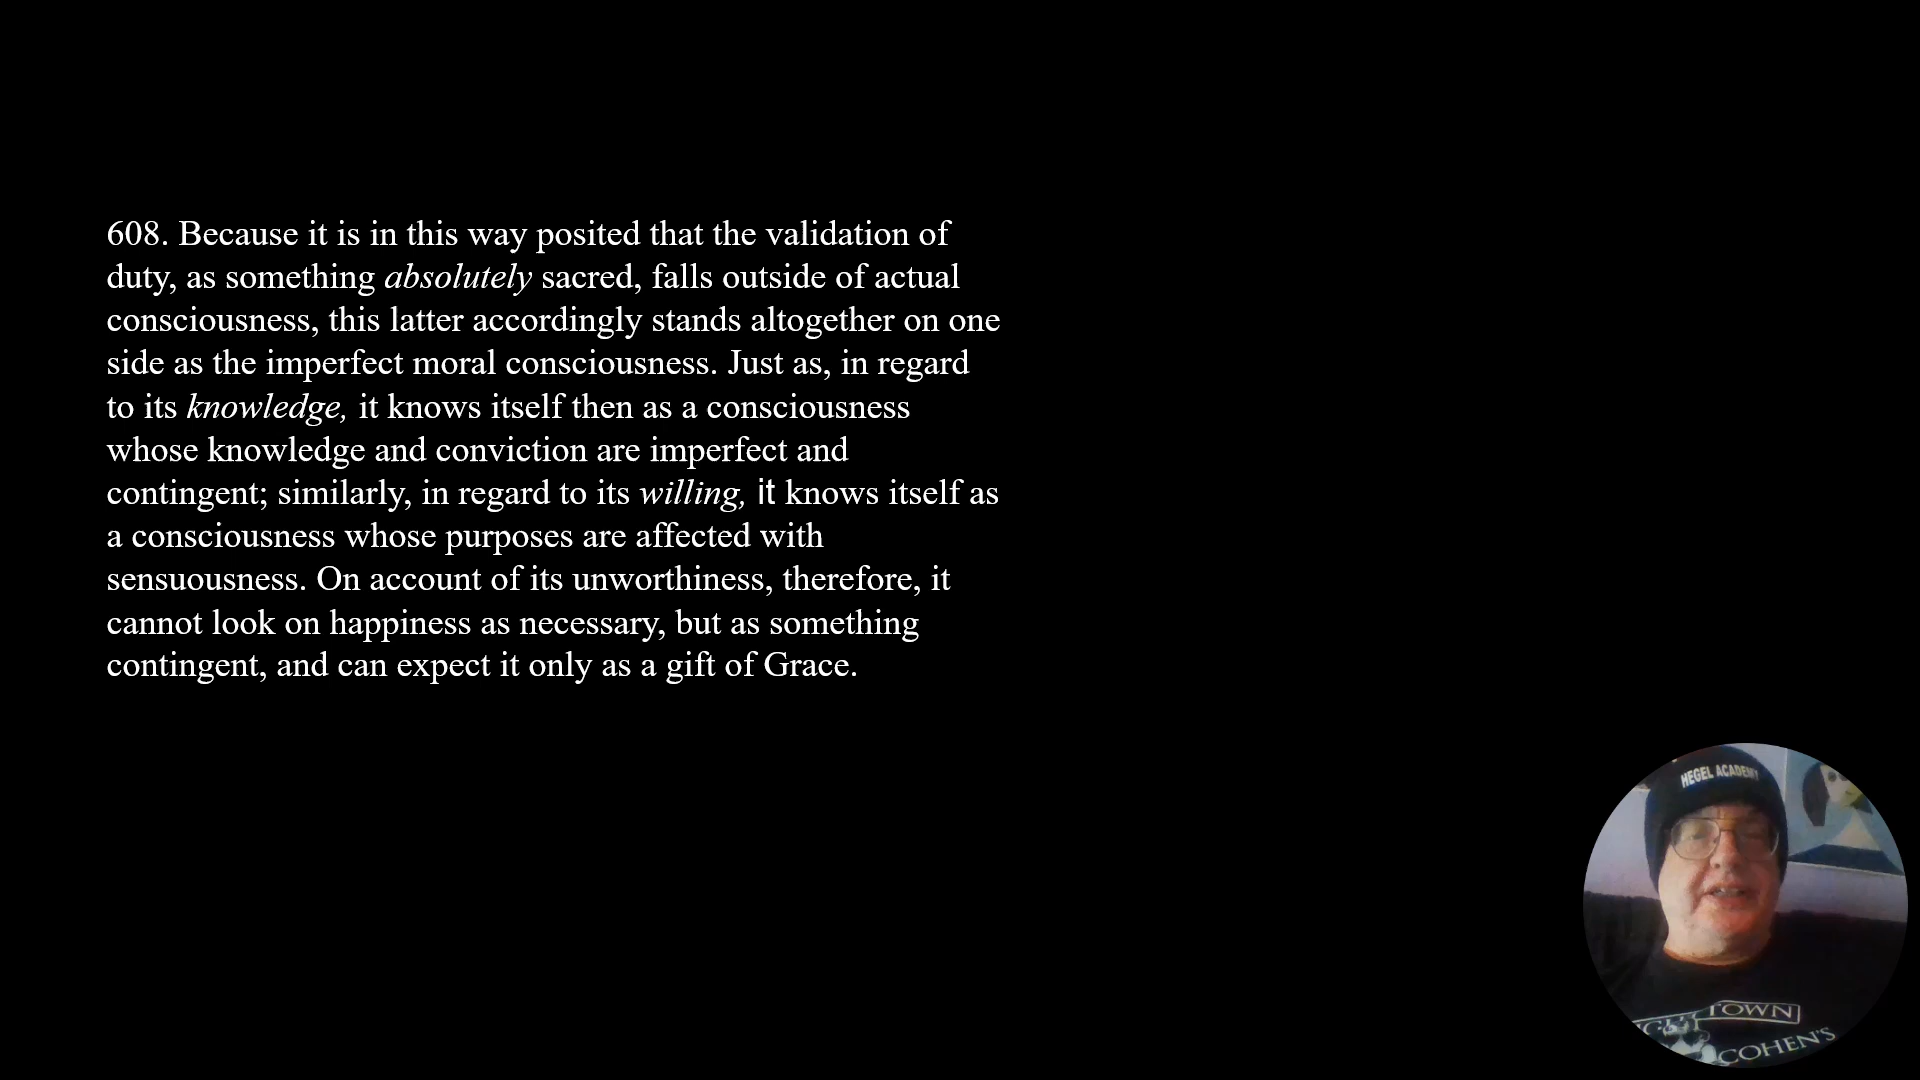 608. Because it is in this way posited that the validation of
duty, as something absolutely sacred, falls outside of actual
consciousness, this latter accordingly stands altogether on one
side as the imperfect moral consciousness. Just as, in regard
to its knowledge, it knows itself then as a consciousness
whose knowledge and conviction are imperfect and
contingent; similarly, in regard to its willing, it knows itself as
a consciousness whose purposes are affected with
sensuousness. On account of its unworthiness, therefore, it
cannot look on happiness as necessary, but as something
contingent, and can expect it only as a gift of Grace.
HEGEL ACADEMY
TOWN
COHEN'S